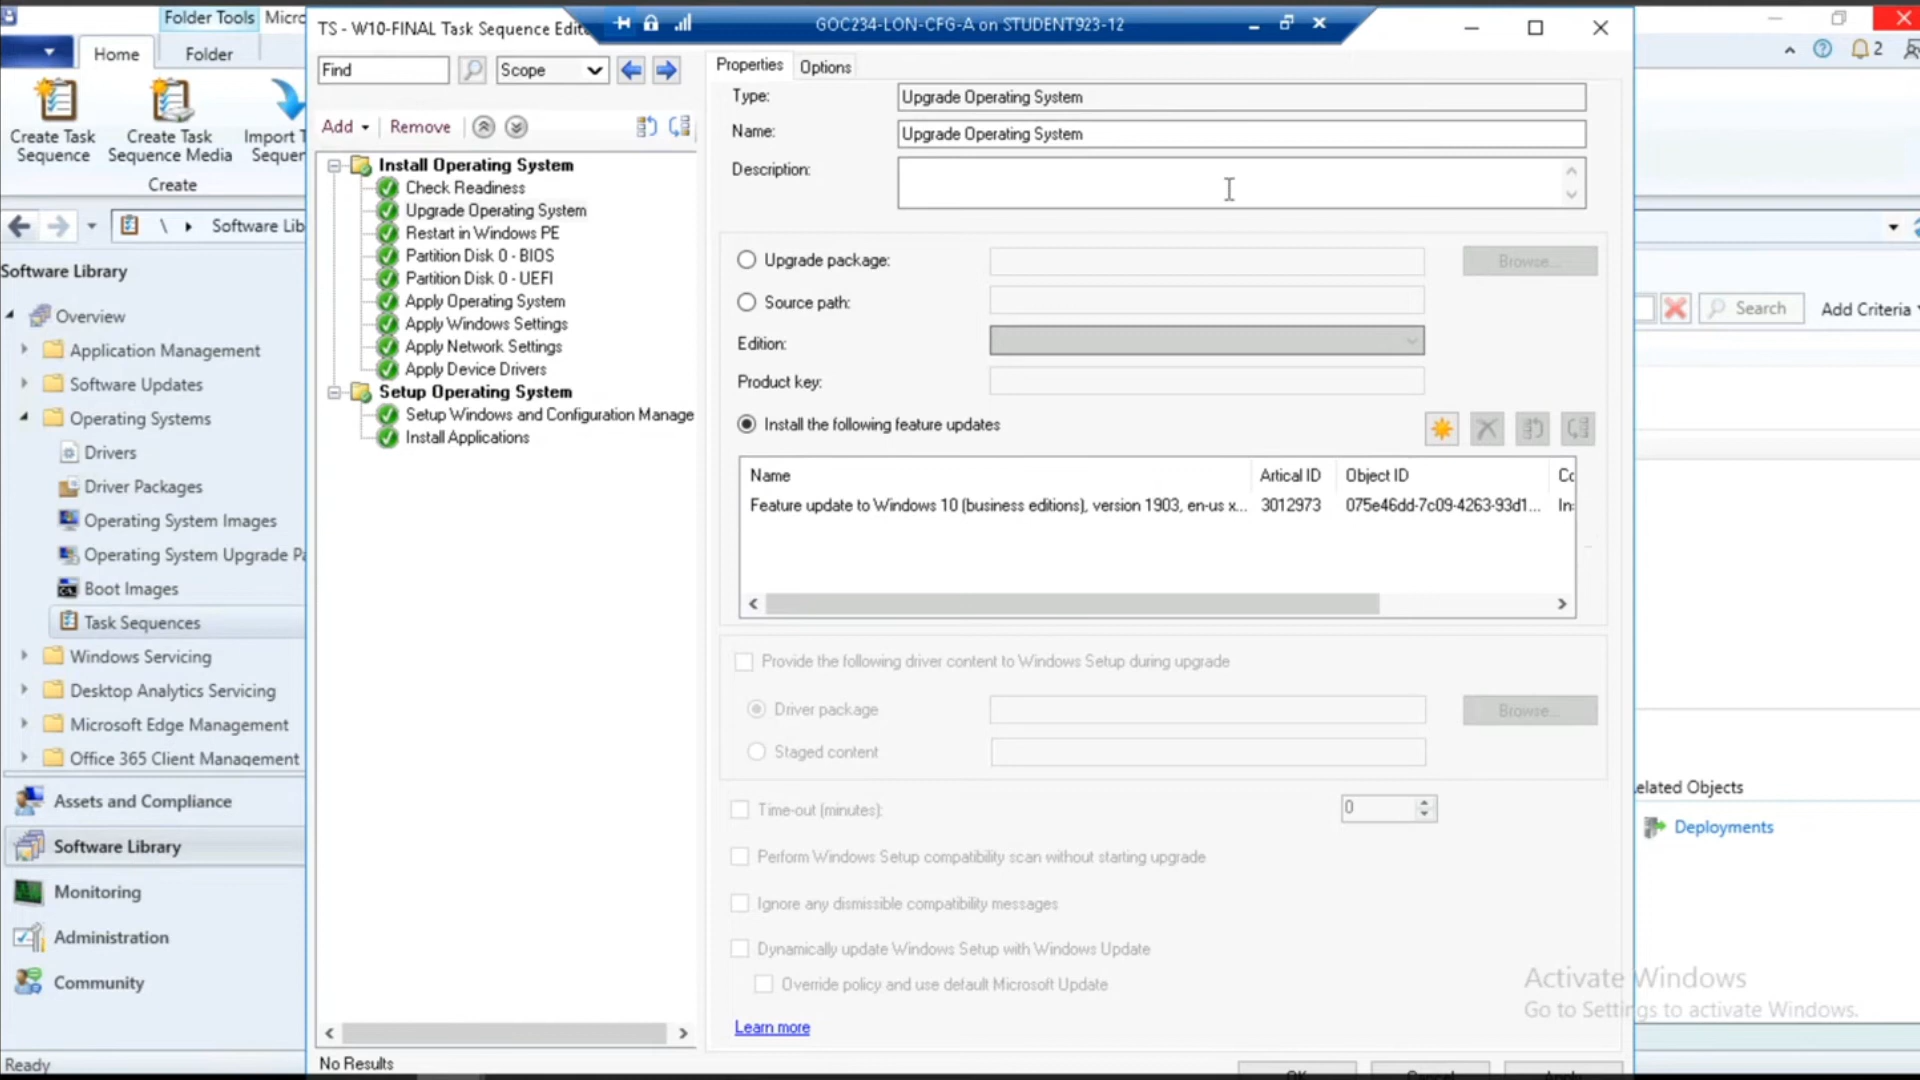 Folder Tools
Micro
TS - W10-FINAL Task Sequence Edit
GOC234-LON-CFG-A on STUDENT923-12
Home
Folder
2
Create Task Sequence
Create Task Sequence Media
Import T
Sequen
Create
\ Software Lib
Software Library
Overview
Application Management
Software Updates
Operating Systems
Drivers
Driver Packages
Operating System Images
Operating System Upgrade Pa
Boot Images
Task Sequences
Windows Servicing
Desktop Analytics Servicing
Microsoft Edge Management
Office 365 Client Management
Assets and Compliance
Software Library
Monitoring
Administration
Community
Ready
Find
Scope
Add
Remove
Install Operating System
Check Readiness
Upgrade Operating System
Restart in Windows PE
Partition Disk 0 - BIOS
Partition Disk 0 - UEFI
Apply Operating System
Apply Windows Settings
Apply Network Settings
Apply Device Drivers
Setup Operating System
Setup Windows and Configuration Manage
Install Applications
No Results
Properties
Options
Type:
Upgrade Operating System
Name:
Upgrade Operating System
Description:
Upgrade package:
Browse...
Source path:
Edition:
Product key:
Install the following feature updates
Name Artical ID Object ID Co
Feature update to Windows 10 (business editions), version 1903, en-us x... 3012973 075e46dd-7c09-4263-93d1... In
Provide the following driver content to Windows Setup during upgrade
Driver package
Browse...
Staged content
Time-out (minutes):
0
Perform Windows Setup compatibility scan without starting upgrade
Ignore any dismissible compatibility messages
Dynamically update Windows Setup with Windows Update
Override policy and use default Microsoft Update
Learn more
OK
Cancel
Apply
Search
Add Criteria
elated Objects
Deployments
Activate Windows
Go to Settings to activate Windows.